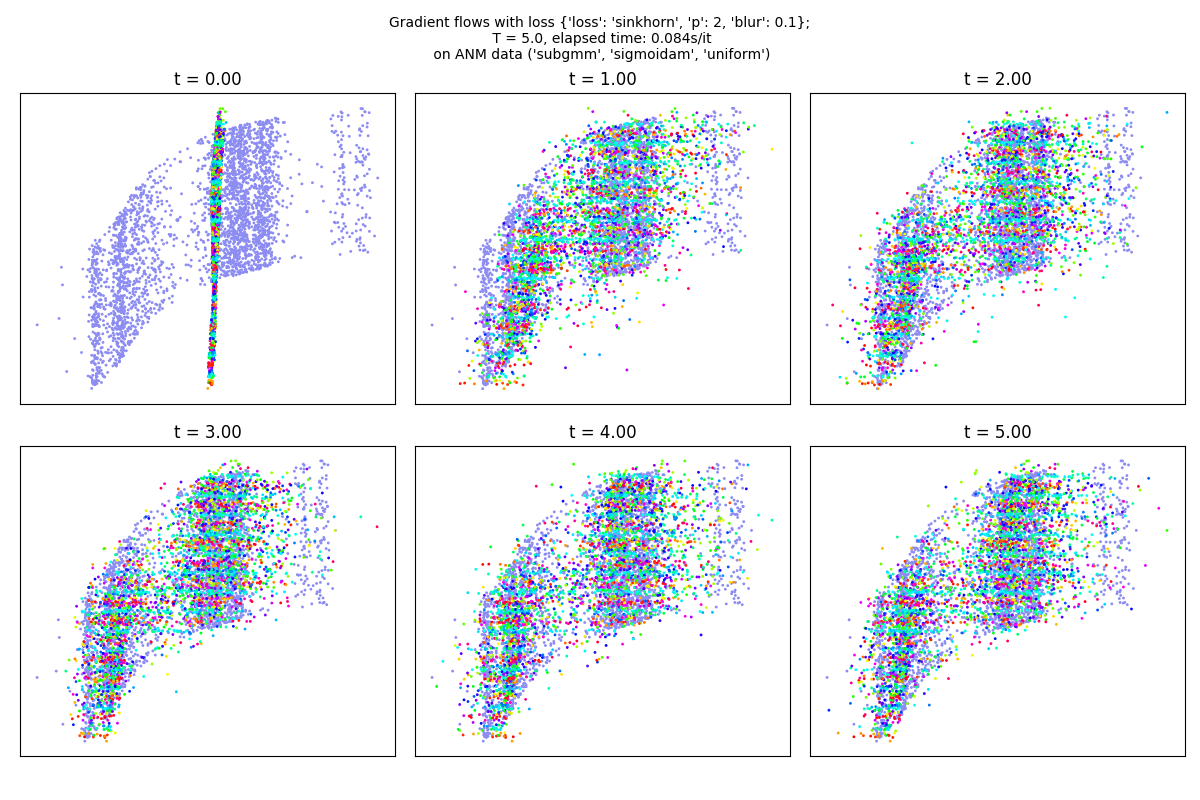 Gradient flows with loss {'loss': 'sinkhorn', 'p': 2, 'blur': 0.1};
T = 5.0, elapsed time: 0.084s/it
on ANM data ('subgmm', 'sigmoidam', 'uniform')
t = 0.00
t = 1.00
t = 2.00
t = 3.00
t = 4.00
t = 5.00